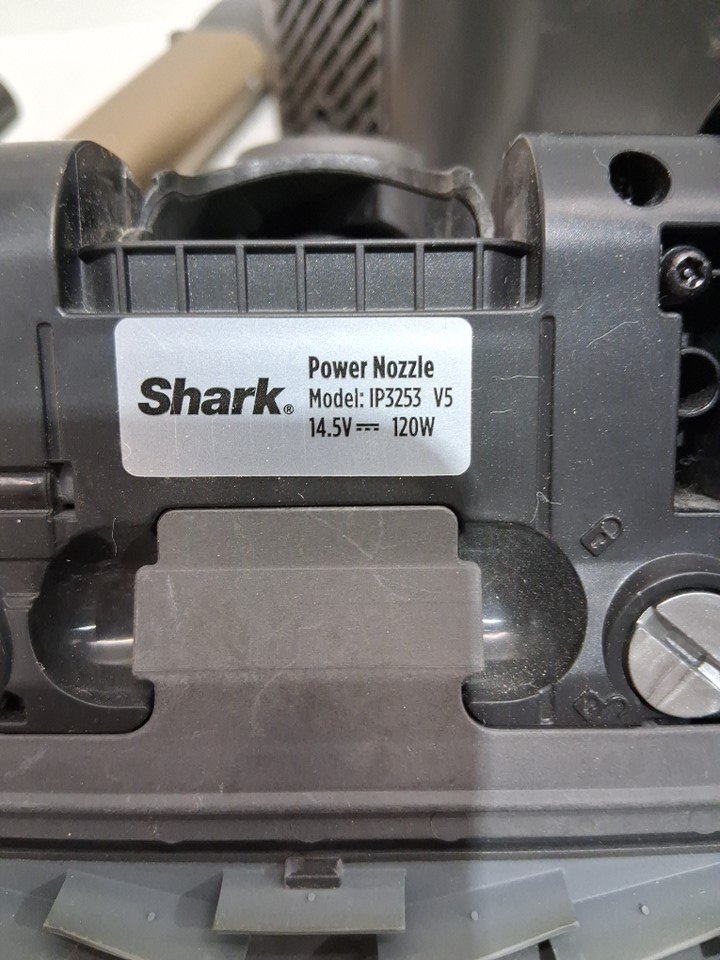 Shark®
Power Nozzle
Model: IP3253 V5
14.5V⎓ 120W